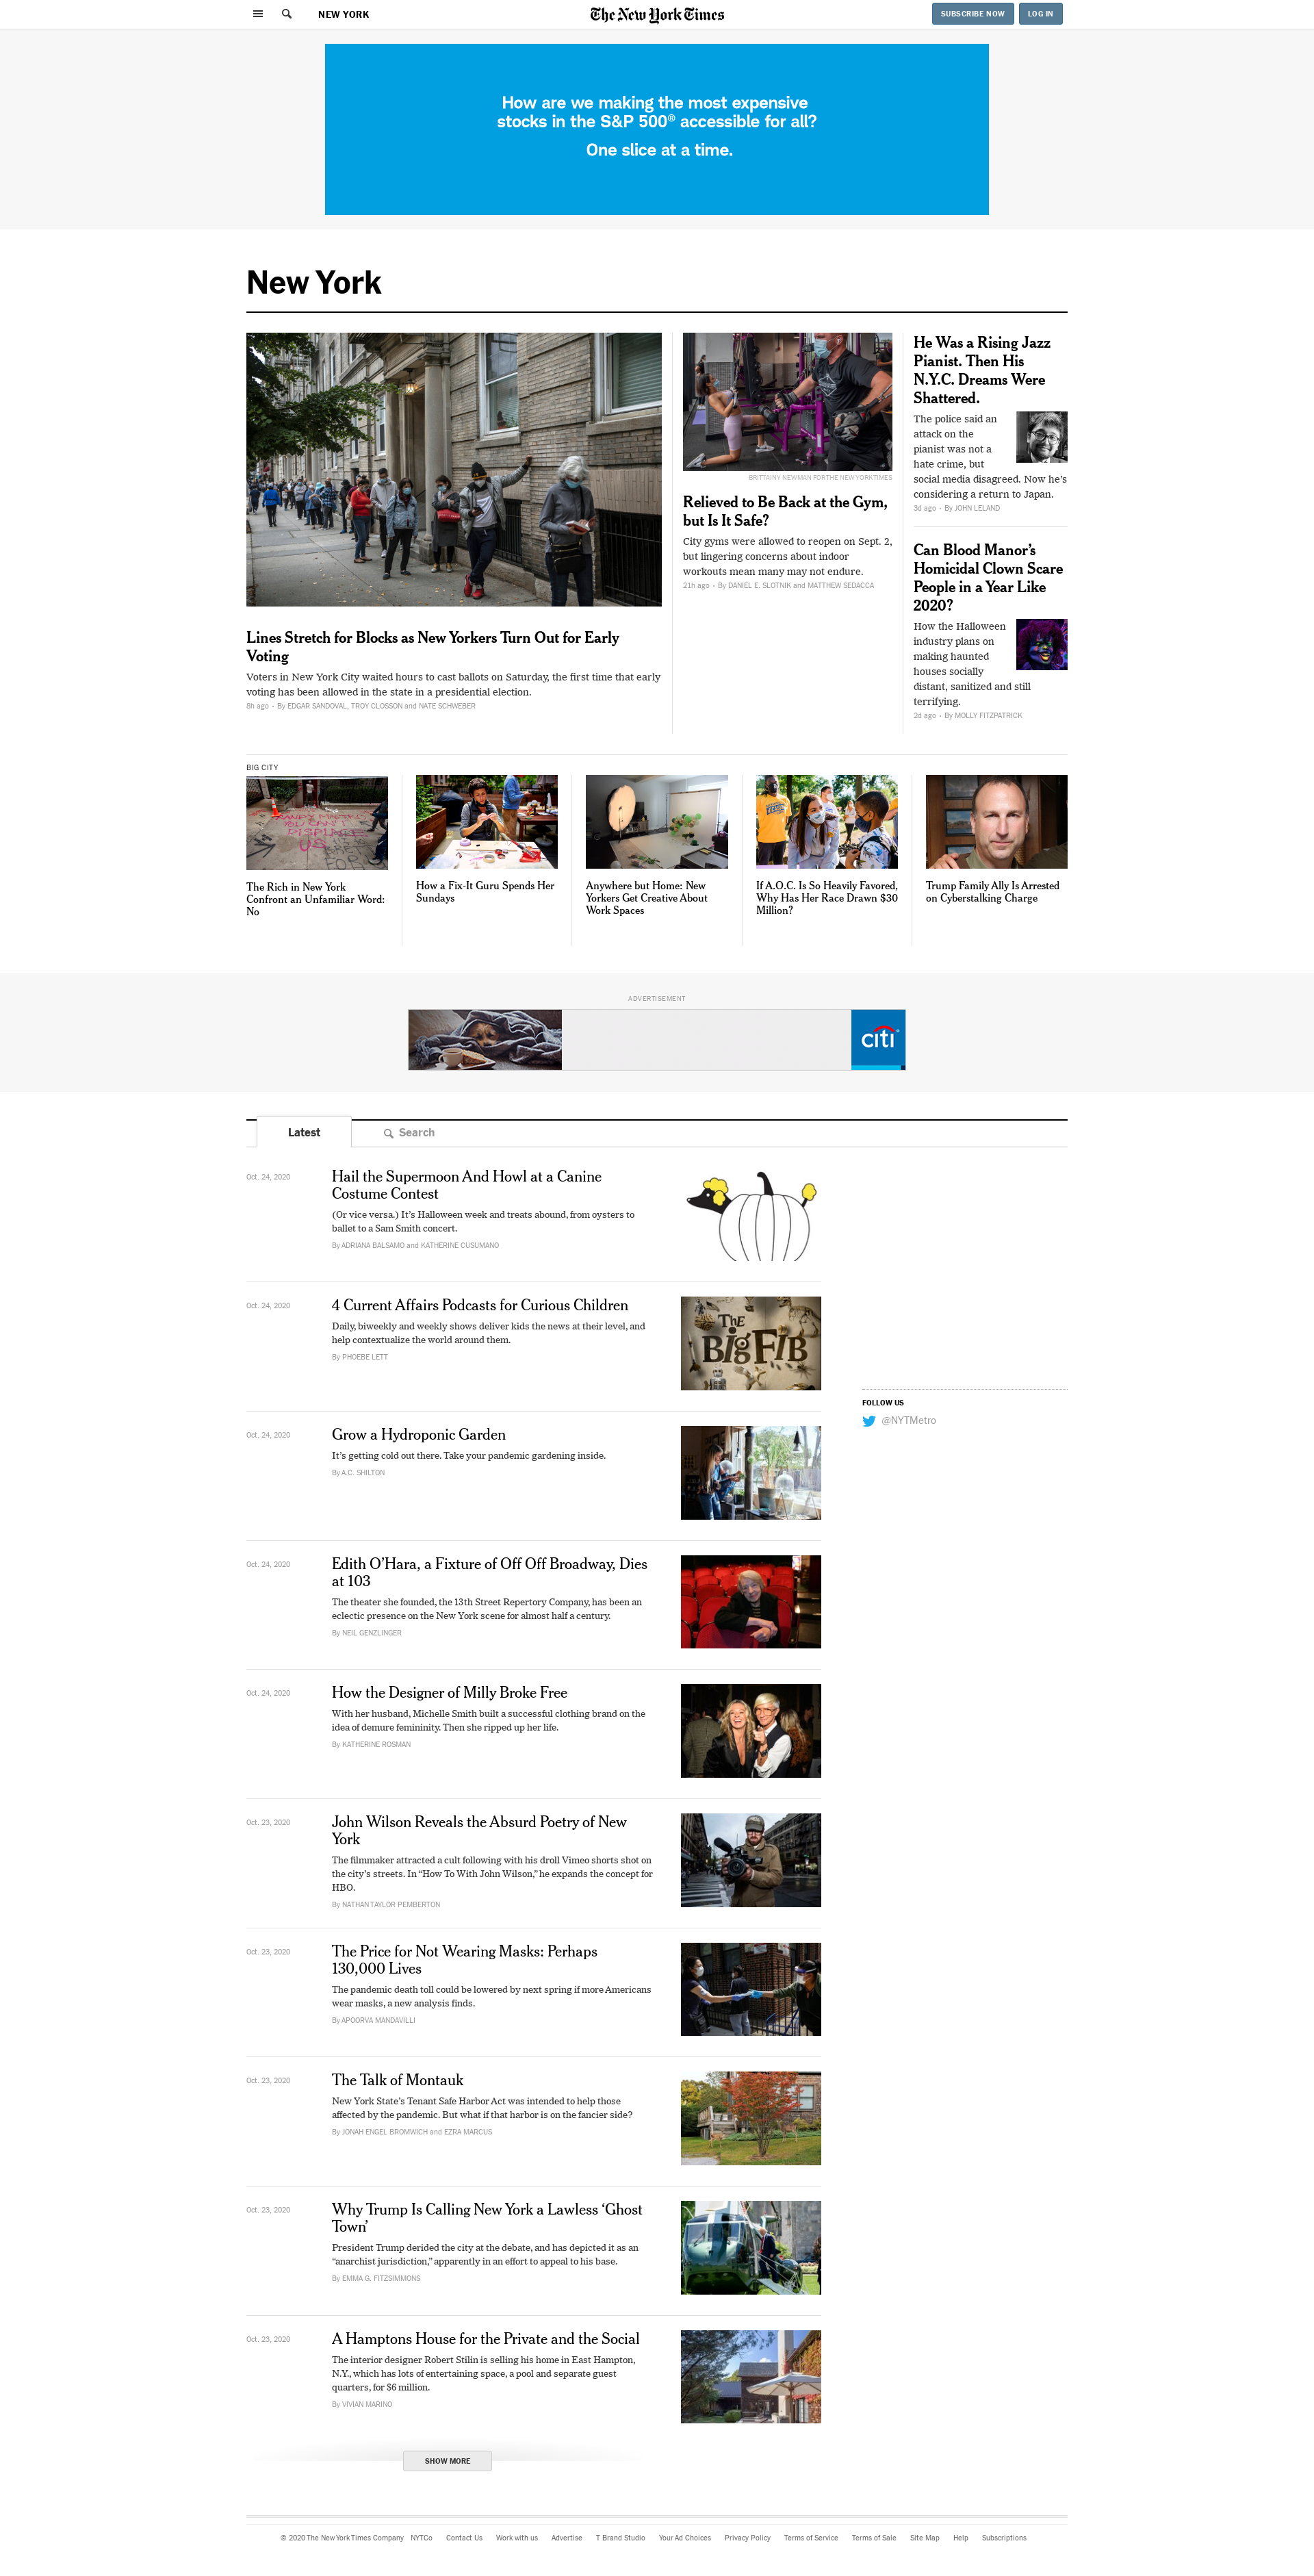 NEW YORK
The New York Times
SUBSCRIBE NOW
LOG IN
How are we making the most expensive
stocks in the S&P 500® accessible for all?
One slice at a time.
New York
BRITTAINY NEWMAN FOR THE NEW YORK TIMES
Lines Stretch for Blocks as New Yorkers Turn Out for Early
Voting
Voters in New York City waited hours to cast ballots on Saturday, the first time that early
voting has been allowed in the state in a presidential election.
8h ago • By EDGAR SANDOVAL, TROY CLOSSON and NATE SCHWEBER
Relieved to Be Back at the Gym,
but Is It Safe?
City gyms were allowed to reopen on Sept. 2,
but lingering concerns about indoor
workouts mean many may not endure.
21h ago • By DANIEL E. SLOTNIK and MATTHEW SEDACCA
He Was a Rising Jazz
Pianist. Then His
N.Y.C. Dreams Were
Shattered.
The police said an
attack on the
pianist was not a
hate crime, but
social media disagreed. Now he’s
considering a return to Japan.
3d ago • By JOHN LELAND
Can Blood Manor’s
Homicidal Clown Scare
People in a Year Like
2020?
How the Halloween
industry plans on
making haunted
houses socially
distant, sanitized and still
terrifying.
2d ago • By MOLLY FITZPATRICK
BIG CITY
The Rich in New York
Confront an Unfamiliar Word:
No
How a Fix-It Guru Spends Her
Sundays
Anywhere but Home: New
Yorkers Get Creative About
Work Spaces
If A.O.C. Is So Heavily Favored,
Why Has Her Race Drawn $30
Million?
Trump Family Ally Is Arrested
on Cyberstalking Charge
ADVERTISEMENT
citi
Latest
Search
Oct. 24, 2020
Hail the Supermoon And Howl at a Canine
Costume Contest
(Or vice versa.) It’s Halloween week and treats abound, from oysters to
ballet to a Sam Smith concert.
By ADRIANA BALSAMO and KATHERINE CUSUMANO
Oct. 24, 2020
4 Current Affairs Podcasts for Curious Children
Daily, biweekly and weekly shows deliver kids the news at their level, and
help contextualize the world around them.
By PHOEBE LETT
The
Big FIB
FOLLOW US
@NYTMetro
Oct. 24, 2020
Grow a Hydroponic Garden
It’s getting cold out there. Take your pandemic gardening inside.
By A.C. SHILTON
Oct. 24, 2020
Edith O’Hara, a Fixture of Off Off Broadway, Dies
at 103
The theater she founded, the 13th Street Repertory Company, has been an
eclectic presence on the New York scene for almost half a century.
By NEIL GENZLINGER
Oct. 24, 2020
How the Designer of Milly Broke Free
With her husband, Michelle Smith built a successful clothing brand on the
idea of demure femininity. Then she ripped up her life.
By KATHERINE ROSMAN
Oct. 23, 2020
John Wilson Reveals the Absurd Poetry of New
York
The filmmaker attracted a cult following with his droll Vimeo shorts shot on
the city’s streets. In “How To With John Wilson,” he expands the concept for
HBO.
By NATHAN TAYLOR PEMBERTON
Oct. 23, 2020
The Price for Not Wearing Masks: Perhaps
130,000 Lives
The pandemic death toll could be lowered by next spring if more Americans
wear masks, a new analysis finds.
By APOORVA MANDAVILLI
Oct. 23, 2020
The Talk of Montauk
New York State’s Tenant Safe Harbor Act was intended to help those
affected by the pandemic. But what if that harbor is on the fancier side?
By JONAH ENGEL BROMWICH and EZRA MARCUS
Oct. 23, 2020
Why Trump Is Calling New York a Lawless ‘Ghost
Town’
President Trump derided the city at the debate, and has depicted it as an
“anarchist jurisdiction,” apparently in an effort to appeal to his base.
By EMMA G. FITZSIMMONS
Oct. 23, 2020
A Hamptons House for the Private and the Social
The interior designer Robert Stilin is selling his home in East Hampton,
N.Y., which has lots of entertaining space, a pool and separate guest
quarters, for $6 million.
By VIVIAN MARINO
SHOW MORE
© 2020 The New York Times Company NYTCo Contact Us Work with us Advertise T Brand Studio Your Ad Choices Privacy Policy Terms of Service Terms of Sale Site Map Help Subscriptions